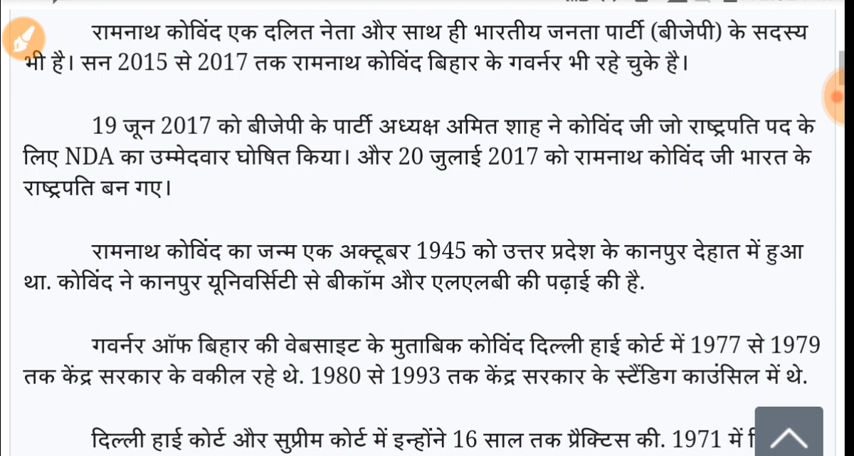 रामनाथ कोविंद एक दलित नेता और साथ ही भारतीय जनता पार्टी (बीजेपी) के सदस्य
भी है। सन 2015 से 2017 तक रामनाथ कोविंद बिहार के गवर्नर भी रहे चुके है।
19 जून 2017 को बीजेपी के पार्टी अध्यक्ष अमित शाह ने कोविंद जी जो राष्ट्रपति पद के
लिए NDA का उम्मेदवार घोषित किया। और 20 जुलाई 2017 को रामनाथ कोविंद जी भारत के
राष्ट्रपति बन गए।
रामनाथ कोविंद का जन्म एक अक्टूबर 1945 को उत्तर प्रदेश के कानपुर देहात में हुआ
था. कोविंद ने कानपुर यूनिवर्सिटी से बीकॉम और एलएलबी की पढ़ाई की है.
गवर्नर ऑफ बिहार की वेबसाइट के मुताबिक कोविंद दिल्ली हाई कोर्ट में 1977 से 1979
तक केंद्र सरकार के वकील रहे थे. 1980 से 1993 तक केंद्र सरकार के स्टैंडिग काउंसिल में थे.
दिल्ली हाई कोर्ट और सुप्रीम कोर्ट में इन्होंने 16 साल तक प्रैक्टिस की. 1971 में